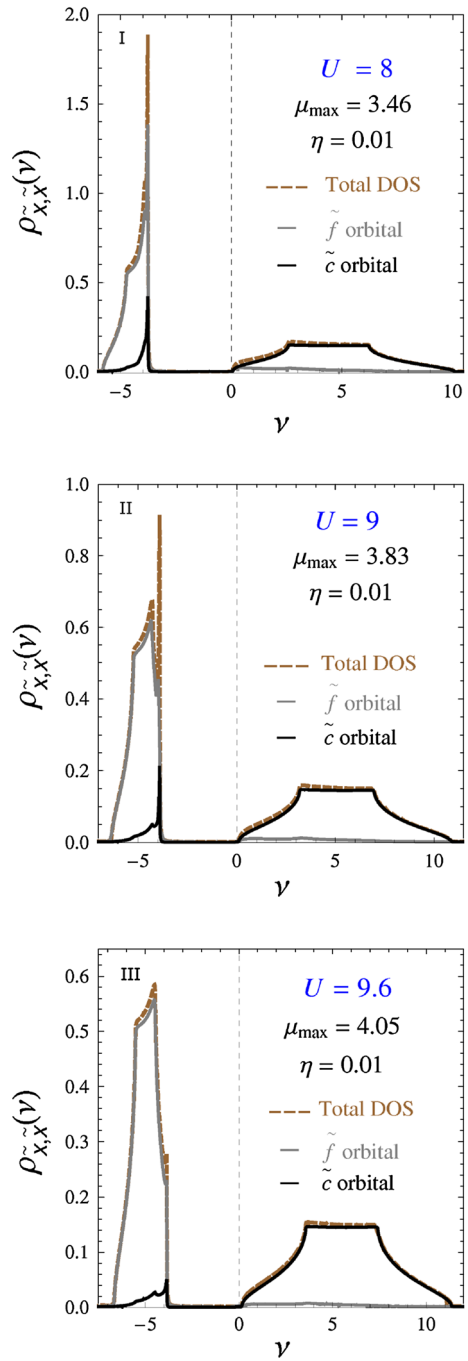 I
U = 8
μmax = 3.46
η = 0.01
Total DOS
f̃ orbital
c̃ orbital
ρX̃,X̃(ν)
2.0
1.5
1.0
0.5
0.0
−5 0 5 10
ν
II
U = 9
μmax = 3.83
η = 0.01
Total DOS
f̃ orbital
c̃ orbital
ρX̃,X̃(ν)
1.0
0.8
0.6
0.4
0.2
0.0
−5 0 5 10
ν
III
U = 9.6
μmax = 4.05
η = 0.01
Total DOS
f̃ orbital
c̃ orbital
ρX̃,X̃(ν)
0.6
0.5
0.4
0.3
0.2
0.1
0.0
−5 0 5 10
ν